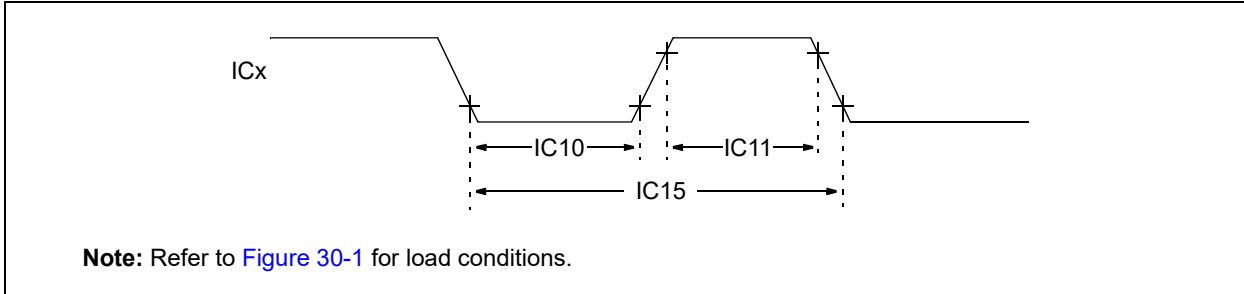 ICx
IC10 IC11
IC15
Note: Refer to Figure 30-1 for load conditions.